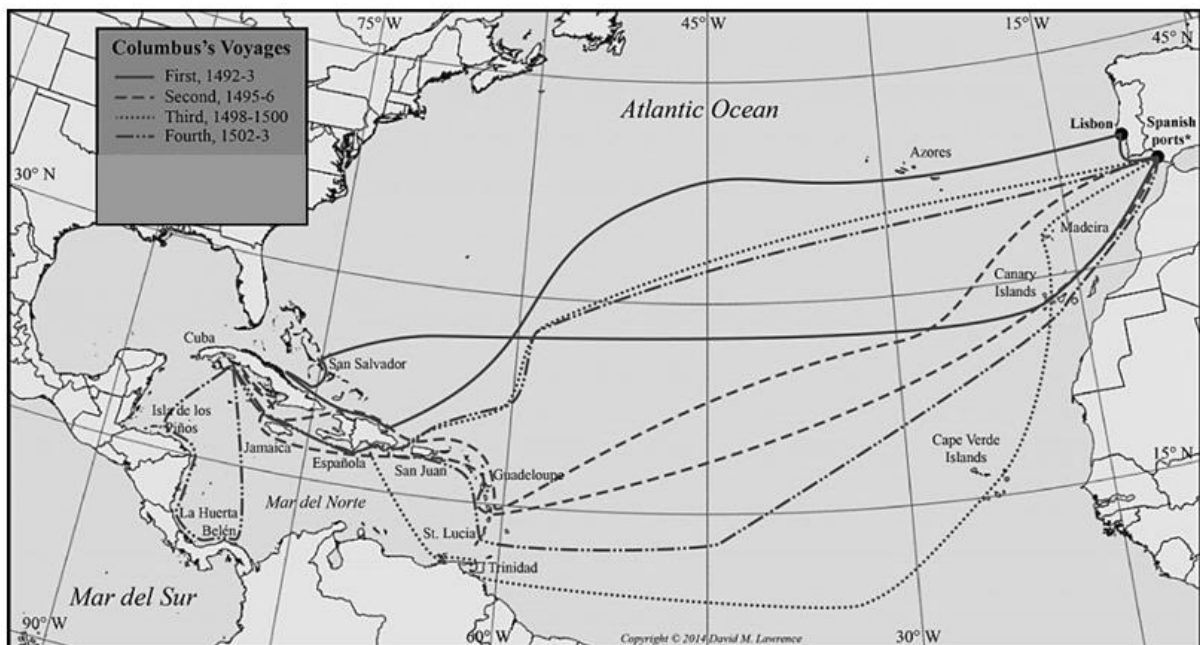 75° W
45° W
15° W
45° N
Columbus's Voyages
First, 1492-3
Second, 1495-6
Third, 1498-1500
Fourth, 1502-3
Atlantic Ocean
Lisbon
Spanish
ports*
Azores
30° N
Madeira
Canary
Islands
Cuba
San Salvador
Isla de los
Piños
Jamaica
Española
San Juan
Guadeloupe
Cape Verde
Islands
15° N
Mar del Norte
La Huerta
Belén
St. Lucia
Trinidad
Mar del Sur
90° W
60° W
Copyright © 2014 David M. Lawrence
30° W